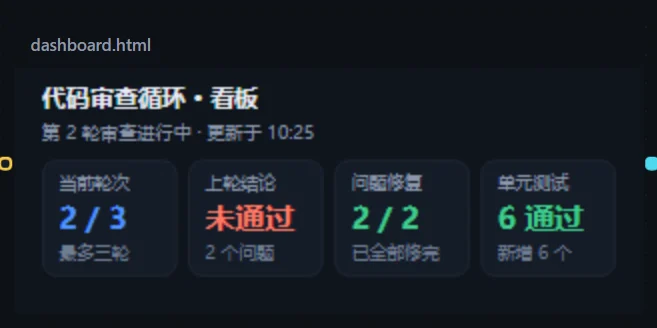 dashboard.html
代码审查循环 · 看板
第 2 轮审查进行中 · 更新于 10:25
当前轮次
2 / 3
最多三轮
上轮结论
未通过
2 个问题
问题修复
2 / 2
已全部修完
单元测试
6 通过
新增 6 个